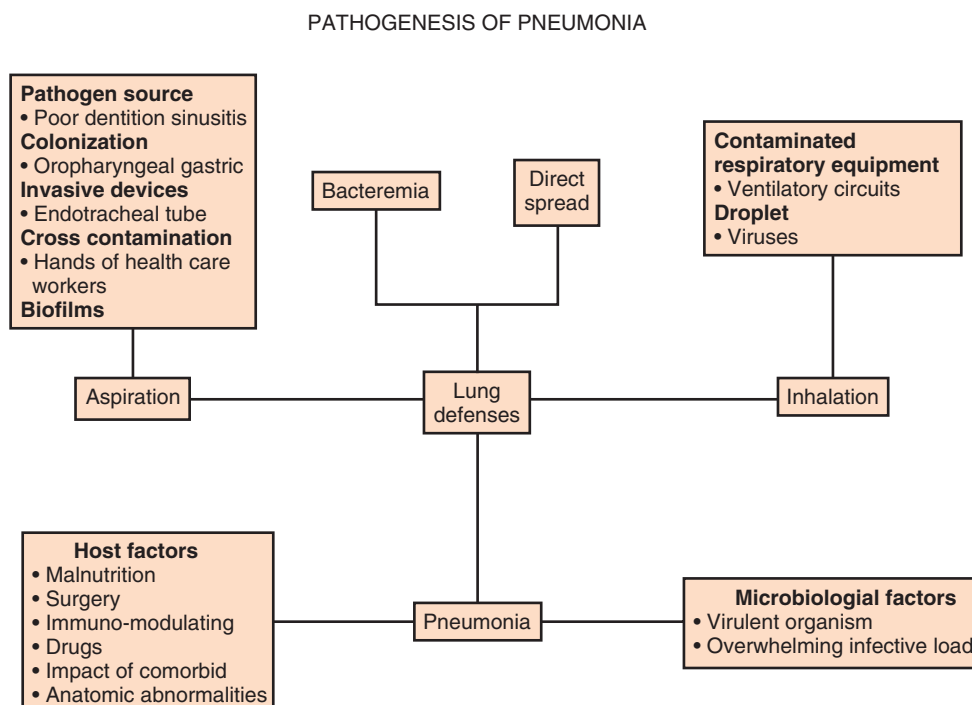 PATHOGENESIS OF PNEUMONIA
Pathogen source
• Poor dentition sinusitis
Colonization
• Oropharyngeal gastric
Invasive devices
• Endotracheal tube
Cross contamination
• Hands of health care
workers
Biofilms
Bacteremia
Direct
spread
Contaminated
respiratory equipment
• Ventilatory circuits
Droplet
• Viruses
Aspiration
Lung
defenses
Inhalation
Host factors
• Malnutrition
• Surgery
• Immuno-modulating
• Drugs
• Impact of comorbid
• Anatomic abnormalities
Pneumonia
Microbiologial factors
• Virulent organism
• Overwhelming infective load